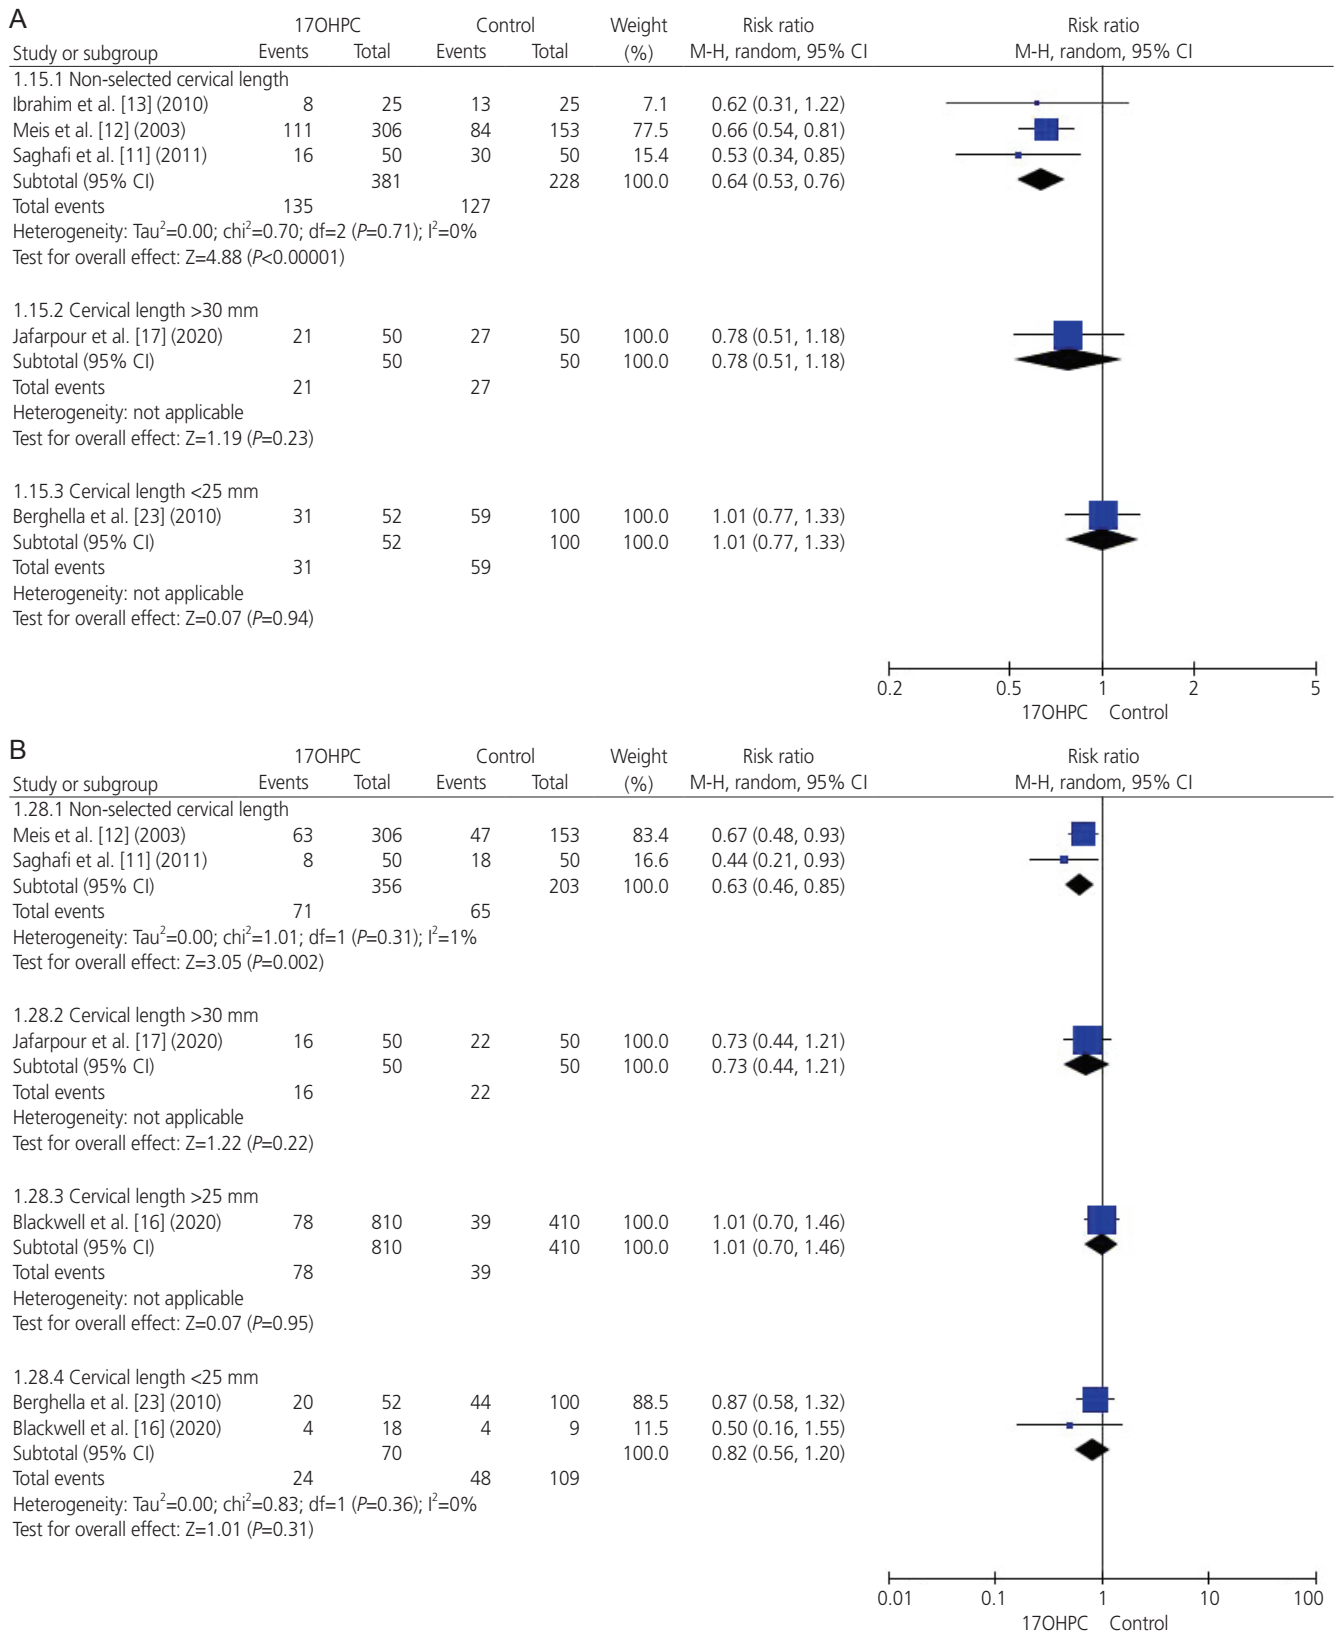 A
17OHPC Control Weight Risk ratio Risk ratio
Study or subgroup Events Total Events Total (%) M-H, random, 95% CI M-H, random, 95% CI
1.15.1 Non-selected cervical length
Ibrahim et al. [13] (2010) 8 25 13 25 7.1 0.62 (0.31, 1.22)
Meis et al. [12] (2003) 111 306 84 153 77.5 0.66 (0.54, 0.81)
Saghafi et al. [11] (2011) 16 50 30 50 15.4 0.53 (0.34, 0.85)
Subtotal (95% CI) 381 228 100.0 0.64 (0.53, 0.76)
Total events 135 127
Heterogeneity: Tau²=0.00; chi²=0.70; df=2 (P=0.71); I²=0%
Test for overall effect: Z=4.88 (P<0.00001)
1.15.2 Cervical length >30 mm
Jafarpour et al. [17] (2020) 21 50 27 50 100.0 0.78 (0.51, 1.18)
Subtotal (95% CI) 50 50 100.0 0.78 (0.51, 1.18)
Total events 21 27
Heterogeneity: not applicable
Test for overall effect: Z=1.19 (P=0.23)
1.15.3 Cervical length <25 mm
Berghella et al. [23] (2010) 31 52 59 100 100.0 1.01 (0.77, 1.33)
Subtotal (95% CI) 52 100 100.0 1.01 (0.77, 1.33)
Total events 31 59
Heterogeneity: not applicable
Test for overall effect: Z=0.07 (P=0.94)
0.2 0.5 1 2 5
17OHPC Control
B
17OHPC Control Weight Risk ratio Risk ratio
Study or subgroup Events Total Events Total (%) M-H, random, 95% CI M-H, random, 95% CI
1.28.1 Non-selected cervical length
Meis et al. [12] (2003) 63 306 47 153 83.4 0.67 (0.48, 0.93)
Saghafi et al. [11] (2011) 8 50 18 50 16.6 0.44 (0.21, 0.93)
Subtotal (95% CI) 356 203 100.0 0.63 (0.46, 0.85)
Total events 71 65
Heterogeneity: Tau²=0.00; chi²=1.01; df=1 (P=0.31); I²=1%
Test for overall effect: Z=3.05 (P=0.002)
1.28.2 Cervical length >30 mm
Jafarpour et al. [17] (2020) 16 50 22 50 100.0 0.73 (0.44, 1.21)
Subtotal (95% CI) 50 50 100.0 0.73 (0.44, 1.21)
Total events 16 22
Heterogeneity: not applicable
Test for overall effect: Z=1.22 (P=0.22)
1.28.3 Cervical length >25 mm
Blackwell et al. [16] (2020) 78 810 39 410 100.0 1.01 (0.70, 1.46)
Subtotal (95% CI) 810 410 100.0 1.01 (0.70, 1.46)
Total events 78 39
Heterogeneity: not applicable
Test for overall effect: Z=0.07 (P=0.95)
1.28.4 Cervical length <25 mm
Berghella et al. [23] (2010) 20 52 44 100 88.5 0.87 (0.58, 1.32)
Blackwell et al. [16] (2020) 4 18 4 9 11.5 0.50 (0.16, 1.55)
Subtotal (95% CI) 70 100.0 0.82 (0.56, 1.20)
Total events 24 48 109
Heterogeneity: Tau²=0.00; chi²=0.83; df=1 (P=0.36); I²=0%
Test for overall effect: Z=1.01 (P=0.31)
0.01 0.1 1 10 100
17OHPC Control